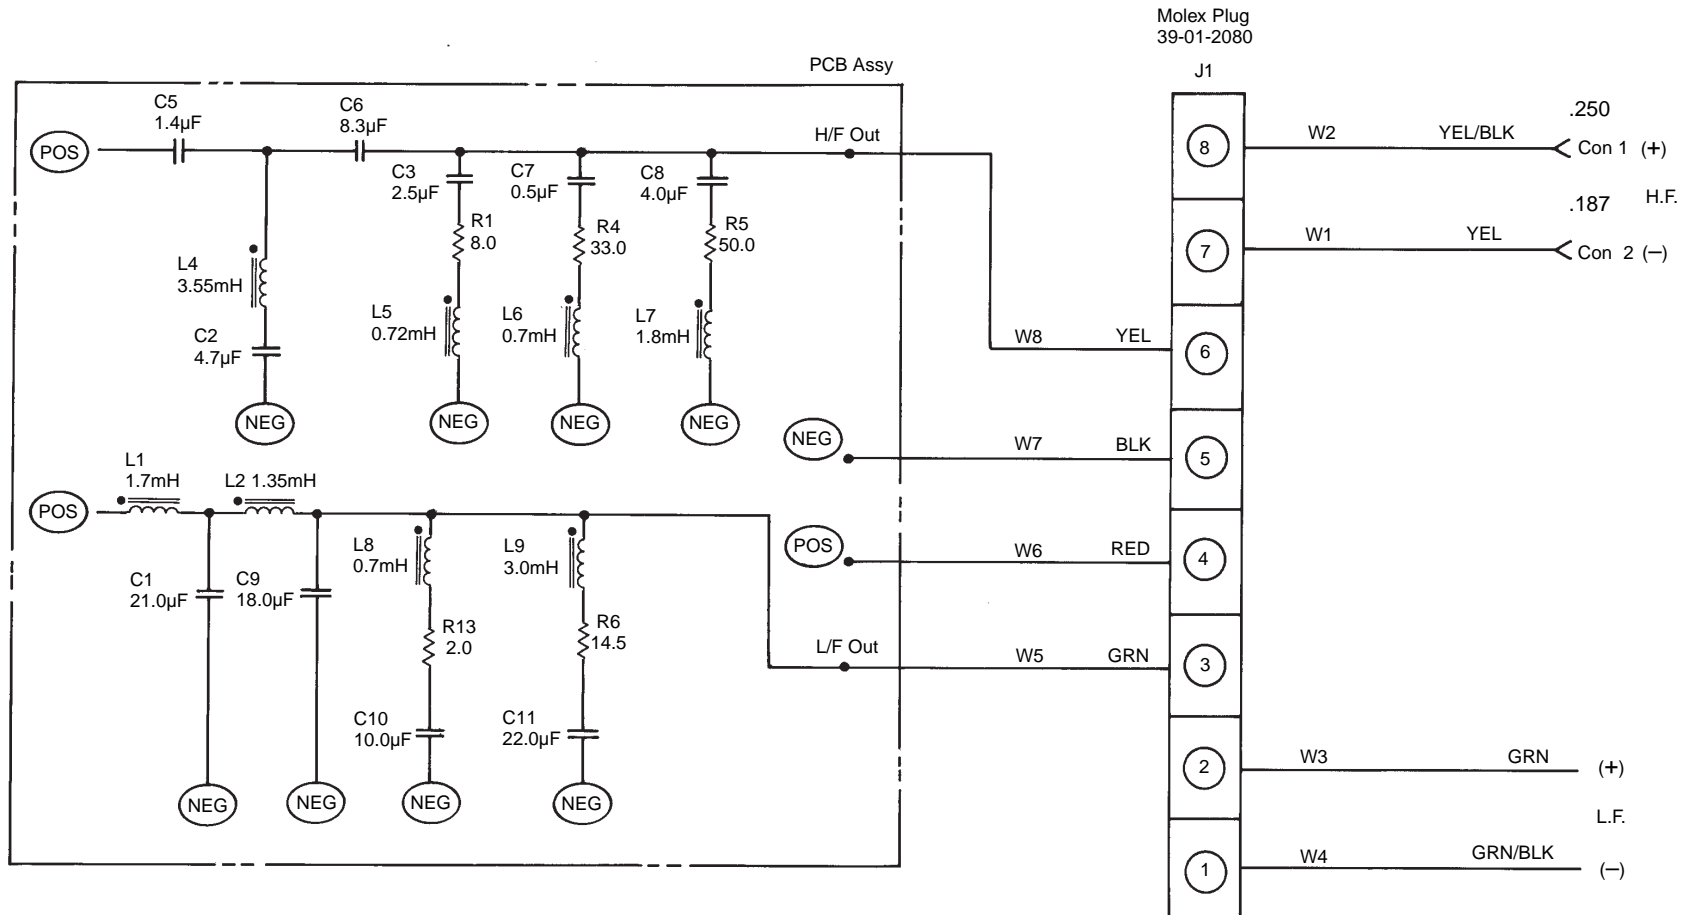 Molex Plug
39-01-2080
J1
PCB Assy
C5
1.4µF
C6
8.3µF
POS
H/F Out
C3
2.5µF
C7
0.5µF
C8
4.0µF
R1
8.0
R4
33.0
R5
50.0
L4
3.55mH
L5
0.72mH
L6
0.7mH
L7
1.8mH
C2
4.7µF
NEG
NEG
NEG
NEG
NEG
POS
L1
1.7mH
L2 1.35mH
POS
L8
0.7mH
L9
3.0mH
C1
21.0µF
C9
18.0µF
R13
2.0
R6
14.5
L/F Out
C10
10.0µF
C11
22.0µF
NEG
NEG
NEG
NEG
8
W2 YEL/BLK
.250
Con 1 (+)
H.F.
.187
7
W1 YEL
Con 2 (–)
W8 YEL
6
W7 BLK
5
W6 RED
4
W5 GRN
3
2
W3 GRN (+)
L.F.
1
W4 GRN/BLK (–)